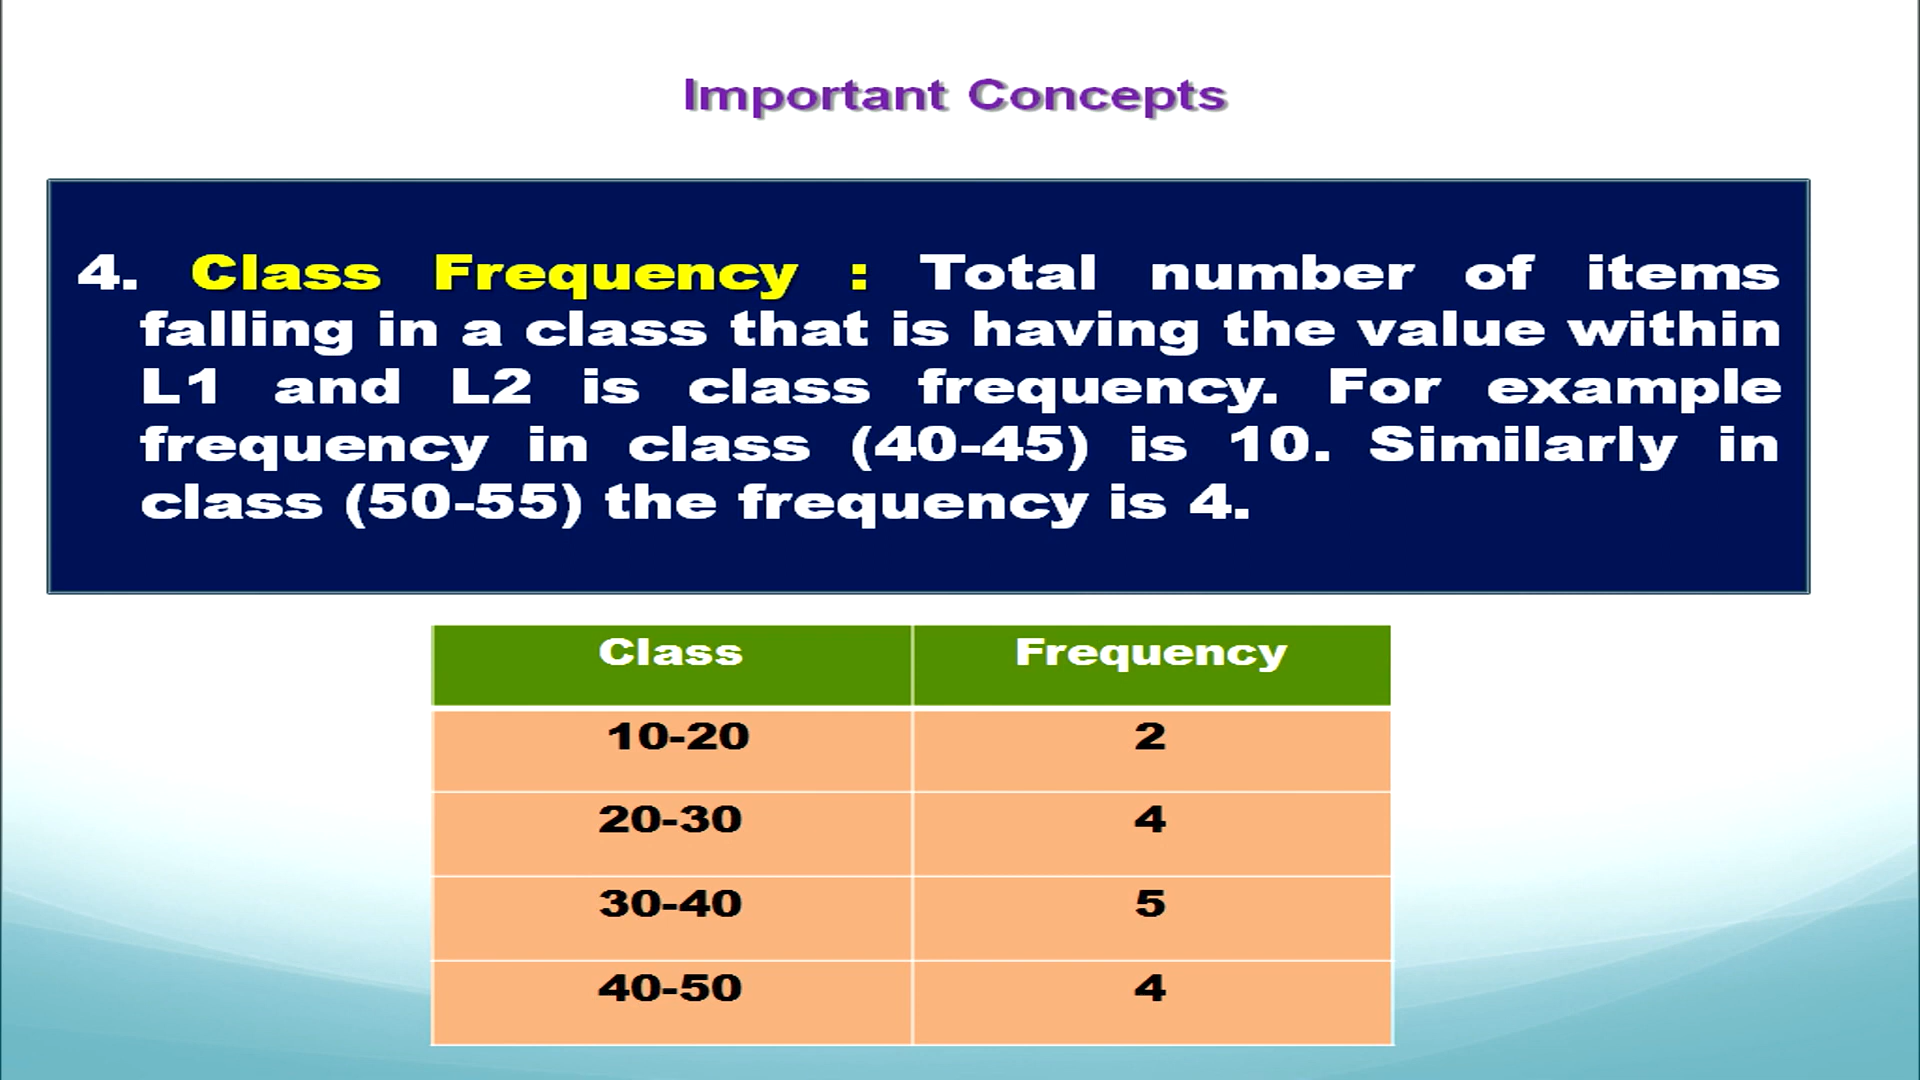 Important Concepts
4. Class Frequency : Total number of items
falling in a class that is having the value within
L1 and L2 is class frequency. For example
frequency in class (40-45) is 10. Similarly in
class (50-55) the frequency is 4.
Class Frequency
10-20 2
20-30 4
30-40 5
40-50 4